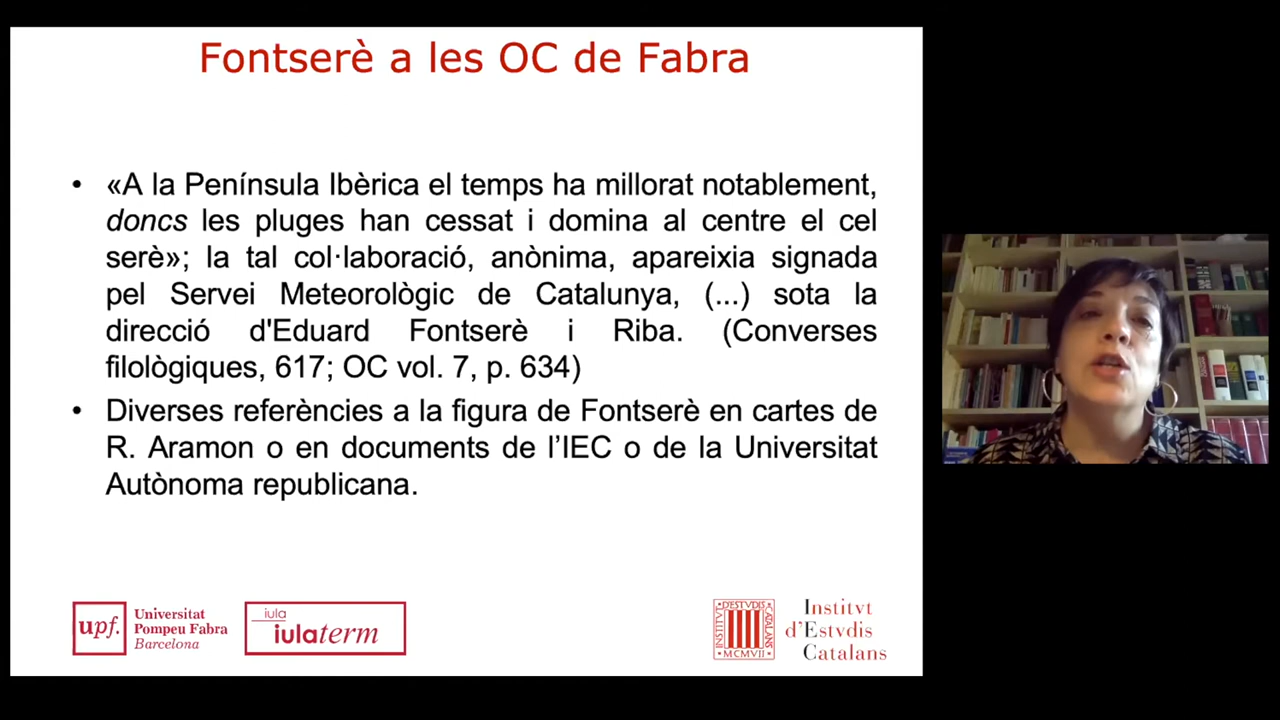 Fontserè a les OC de Fabra
• «A la Península Ibèrica el temps ha millorat notablement,
doncs les pluges han cessat i domina al centre el cel
serè»; la tal col·laboració, anònima, apareixia signada
pel Servei Meteorològic de Catalunya, (...) sota la
direcció d'Eduard Fontserè i Riba. (Converses
filològiques, 617; OC vol. 7, p. 634)
• Diverses referències a la figura de Fontserè en cartes de
R. Aramon o en documents de l’IEC o de la Universitat
Autònoma republicana.
upf.
Universitat
Pompeu Fabra
Barcelona
iula
iulaterm
INSTITVT
D'ESTVDIS
CATALANS
MCMVII
Institvt
d'Estvdis
Catalans